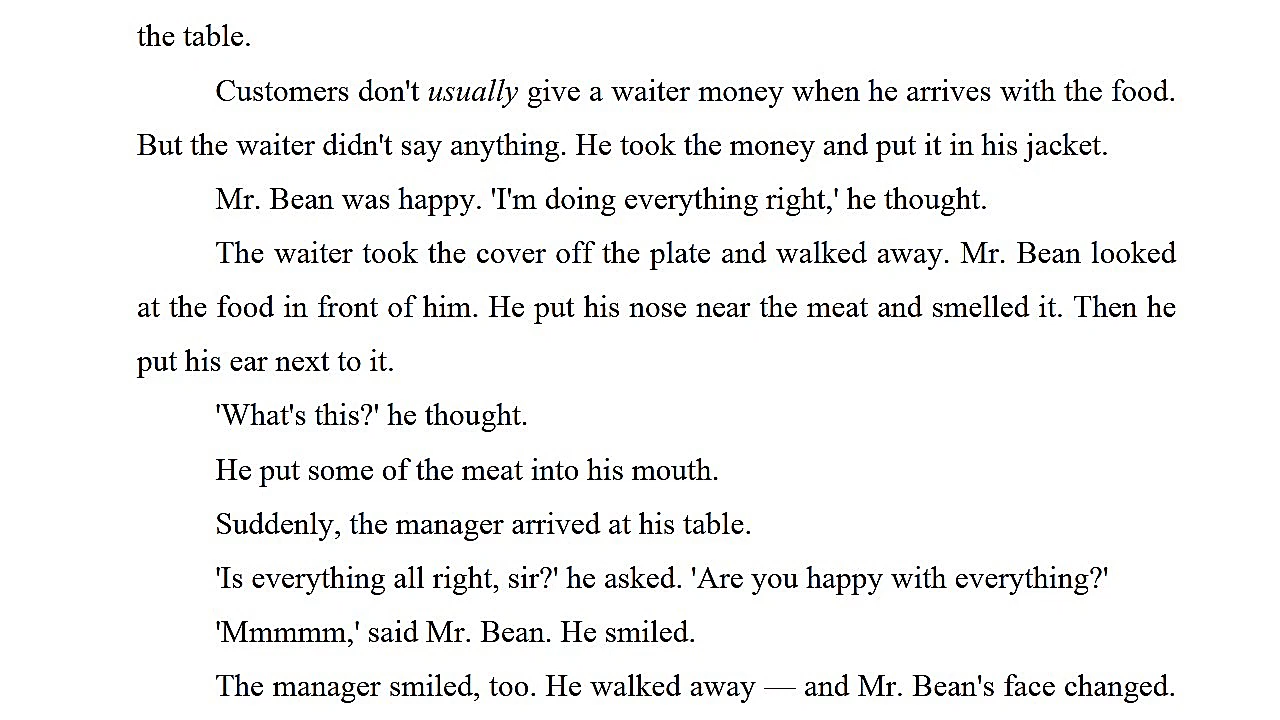 the table.
Customers don't usually give a waiter money when he arrives with the food.
But the waiter didn't say anything. He took the money and put it in his jacket.
Mr. Bean was happy. 'I'm doing everything right,' he thought.
The waiter took the cover off the plate and walked away. Mr. Bean looked
at the food in front of him. He put his nose near the meat and smelled it. Then he
put his ear next to it.
'What's this?' he thought.
He put some of the meat into his mouth.
Suddenly, the manager arrived at his table.
'Is everything all right, sir?' he asked. 'Are you happy with everything?'
'Mmmmm,' said Mr. Bean. He smiled.
The manager smiled, too. He walked away — and Mr. Bean's face changed.